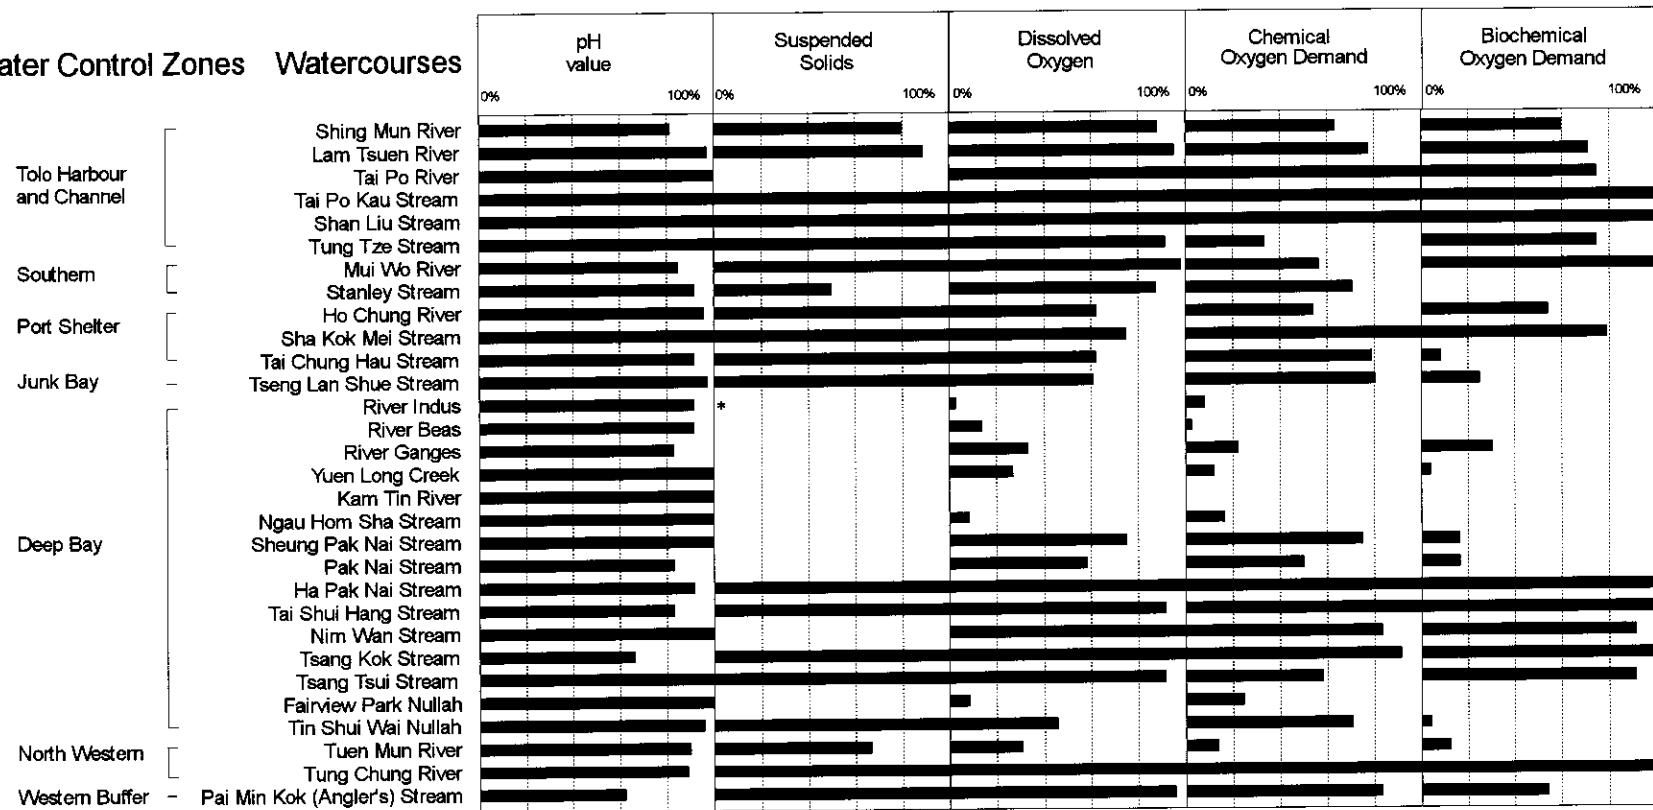 ater Control Zones Watercourses
pH
value
Suspended
Solids
Dissolved
Oxygen
Chemical
Oxygen Demand
Biochemical
Oxygen Demand
0% 100% 0% 100% 0% 100% 0% 100% 0% 100%
Tolo Harbour
and Channel
Shing Mun River
Lam Tsuen River
Tai Po River
Tai Po Kau Stream
Shan Liu Stream
Tung Tze Stream
Southern
Mui Wo River
Stanley Stream
Port Shelter
Ho Chung River
Sha Kok Mei Stream
Tai Chung Hau Stream
Junk Bay
Tseng Lan Shue Stream
Deep Bay
River Indus *
River Beas
River Ganges
Yuen Long Creek
Kam Tin River
Ngau Hom Sha Stream
Sheung Pak Nai Stream
Pak Nai Stream
Ha Pak Nai Stream
Tai Shui Hang Stream
Nim Wan Stream
Tsang Kok Stream
Tsang Tsui Stream
Fairview Park Nullah
Tin Shui Wai Nullah
North Western
Tuen Mun River
Tung Chung River
Western Buffer
Pai Min Kok (Angler's) Stream